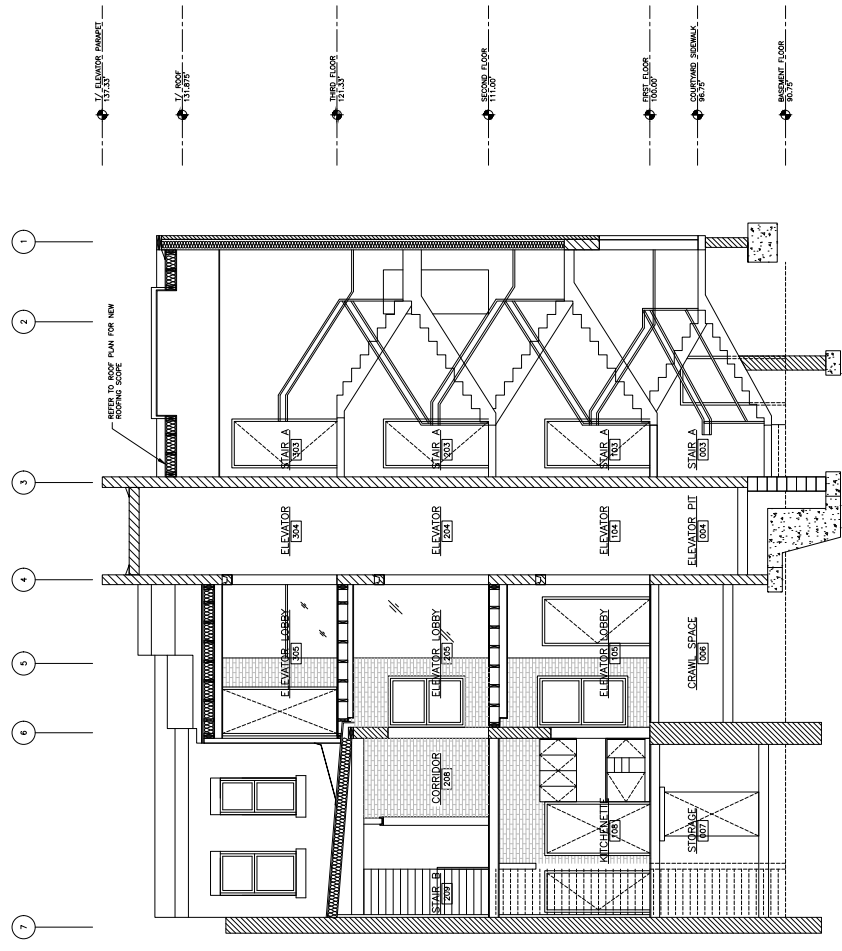 T/ ELEVATOR PARAPET
137.33'
T/ ROOF
131.875'
THIRD FLOOR
121.33'
SECOND FLOOR
111.00'
FIRST FLOOR
100.00'
COURTYARD SIDEWALK
96.75'
BASEMENT FLOOR
90.75'
1
2
3
4
5
6
7
REFER TO ROOF PLAN FOR NEW
ROOFING SCOPE
STAIR A
303
STAIR A
203
STAIR A
103
STAIR A
003
ELEVATOR
304
ELEVATOR
204
ELEVATOR
104
ELEVATOR PIT
004
ELEVATOR LOBBY
305
ELEVATOR LOBBY
205
ELEVATOR LOBBY
105
CRAWL SPACE
006
CORRIDOR
208
KITCHENETTE
108
STORAGE
007
STAIR B
209